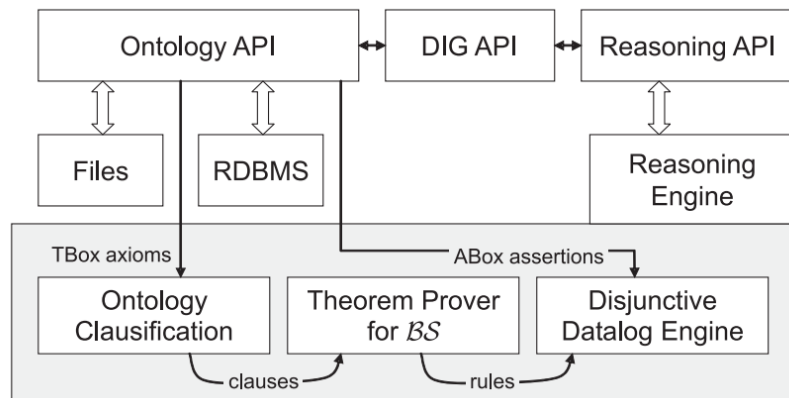 Ontology API
DIG API
Reasoning API
Files
RDBMS
Reasoning
Engine
TBox axioms
ABox assertions
Ontology
Clausification
Theorem Prover
for 𝓑𝓢
Disjunctive
Datalog Engine
clauses
rules